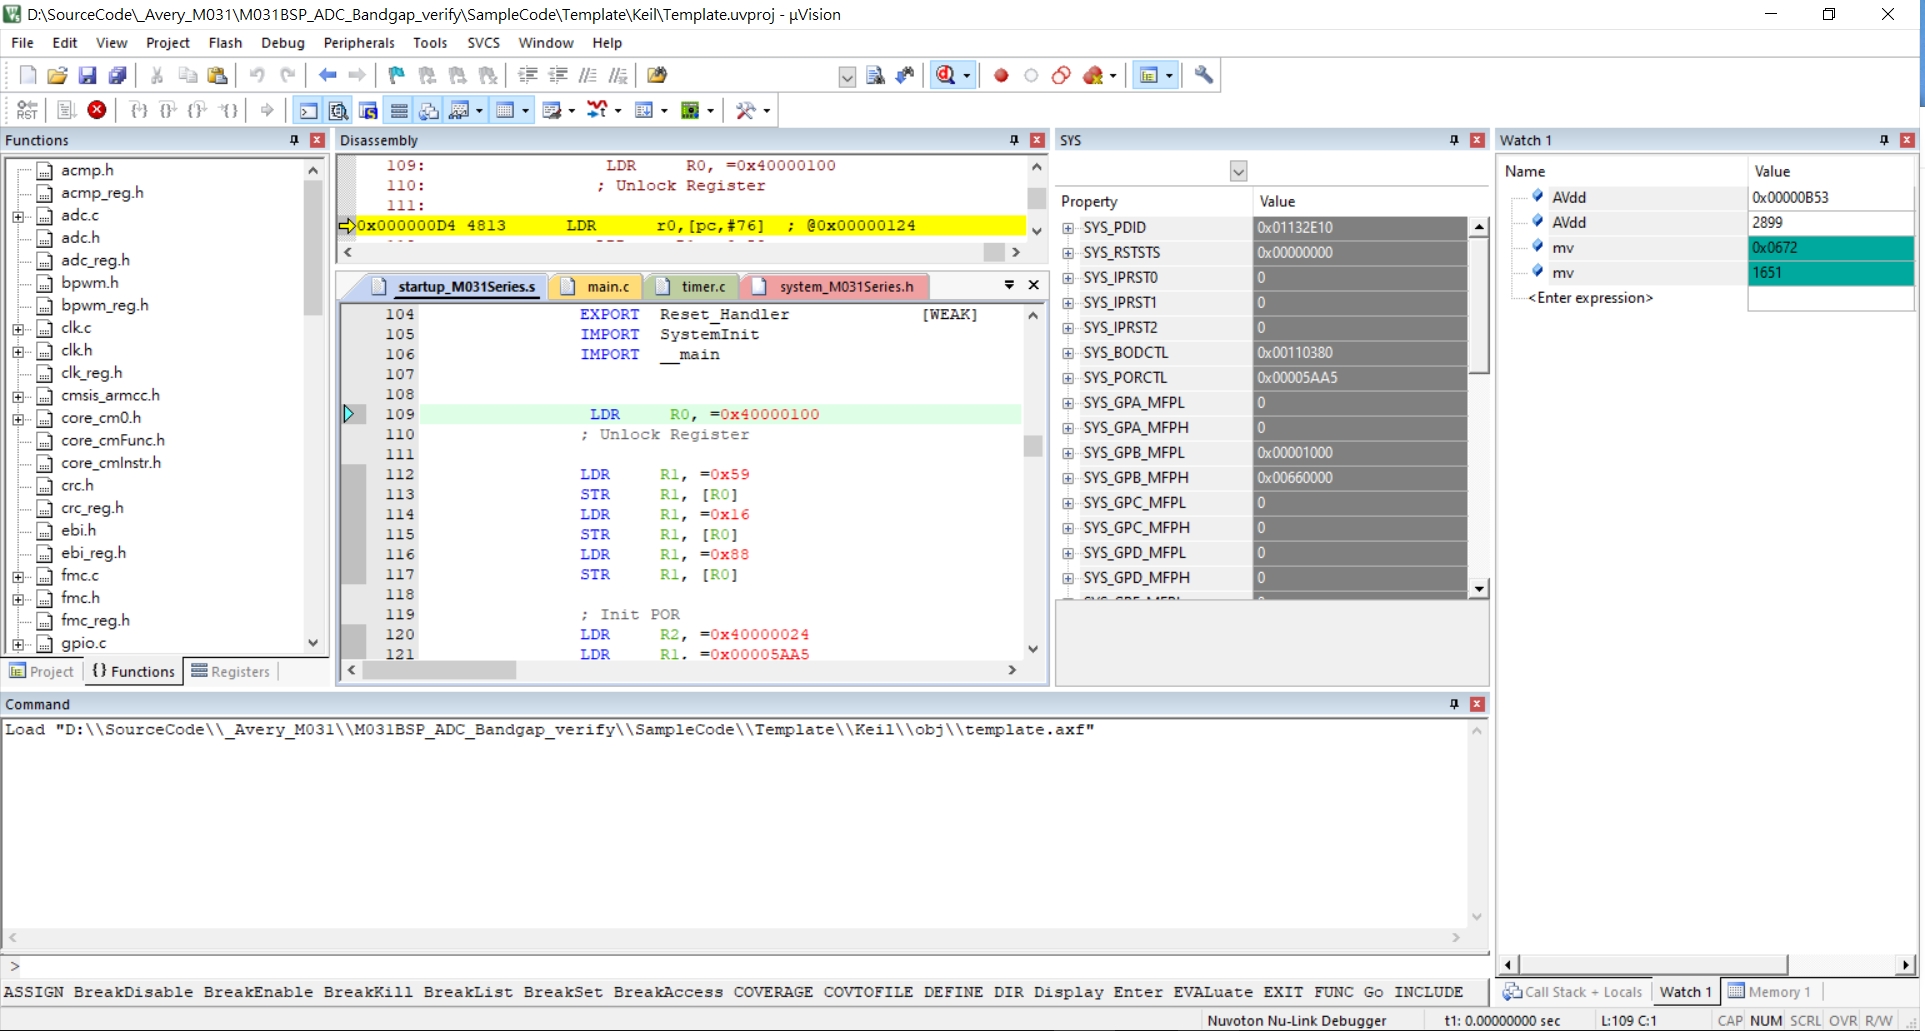 D:\SourceCode\_Avery_M031\M031BSP_ADC_Bandgap_verify\SampleCode\Template\Keil\Template.uvproj - µVision
File Edit View Project Flash Debug Peripherals Tools SVCS Window Help
RST
Functions
acmp.h
acmp_reg.h
adc.c
adc.h
adc_reg.h
bpwm.h
bpwm_reg.h
clk.c
clk.h
clk_reg.h
cmsis_armcc.h
core_cm0.h
core_cmFunc.h
core_cmInstr.h
crc.h
crc_reg.h
ebi.h
ebi_reg.h
fmc.c
fmc.h
fmc_reg.h
gpio.c
Project {} Functions Registers
Disassembly
109: LDR R0, =0x40000100
110: ; Unlock Register
111:
0x000000D4 4813 LDR r0,[pc,#76] ; @0x00000124
startup_M031Series.s main.c timer.c system_M031Series.h
104 EXPORT Reset_Handler [WEAK]
105 IMPORT SystemInit
106 IMPORT __main
107
108
109 LDR R0, =0x40000100
110 ; Unlock Register
111
112 LDR R1, =0x59
113 STR R1, [R0]
114 LDR R1, =0x16
115 STR R1, [R0]
116 LDR R1, =0x88
117 STR R1, [R0]
118
119 ; Init POR
120 LDR R2, =0x40000024
121 LDR R1, =0x00005AA5
SYS
Property Value
SYS_PDID 0x01132E10
SYS_RSTSTS 0x00000000
SYS_IPRST0 0
SYS_IPRST1 0
SYS_IPRST2 0
SYS_BODCTL 0x00110380
SYS_PORCTL 0x00005AA5
SYS_GPA_MFPL 0
SYS_GPA_MFPH 0
SYS_GPB_MFPL 0x00001000
SYS_GPB_MFPH 0x00660000
SYS_GPC_MFPL 0
SYS_GPC_MFPH 0
SYS_GPD_MFPL 0
SYS_GPD_MFPH 0
Watch 1
Name Value
AVdd 0x00000B53
AVdd 2899
mv 0x0672
mv 1651
<Enter expression>
Command
Load "D:\\SourceCode\\_Avery_M031\\M031BSP_ADC_Bandgap_verify\\SampleCode\\Template\\Keil\\obj\\template.axf"
>
ASSIGN BreakDisable BreakEnable BreakKill BreakList BreakSet BreakAccess COVERAGE COVTOFILE DEFINE DIR Display Enter EVALuate EXIT FUNC Go INCLUDE
Call Stack + Locals Watch 1 Memory 1
Nuvoton Nu-Link Debugger t1: 0.00000000 sec L:109 C:1 CAP NUM SCRL OVR R/W